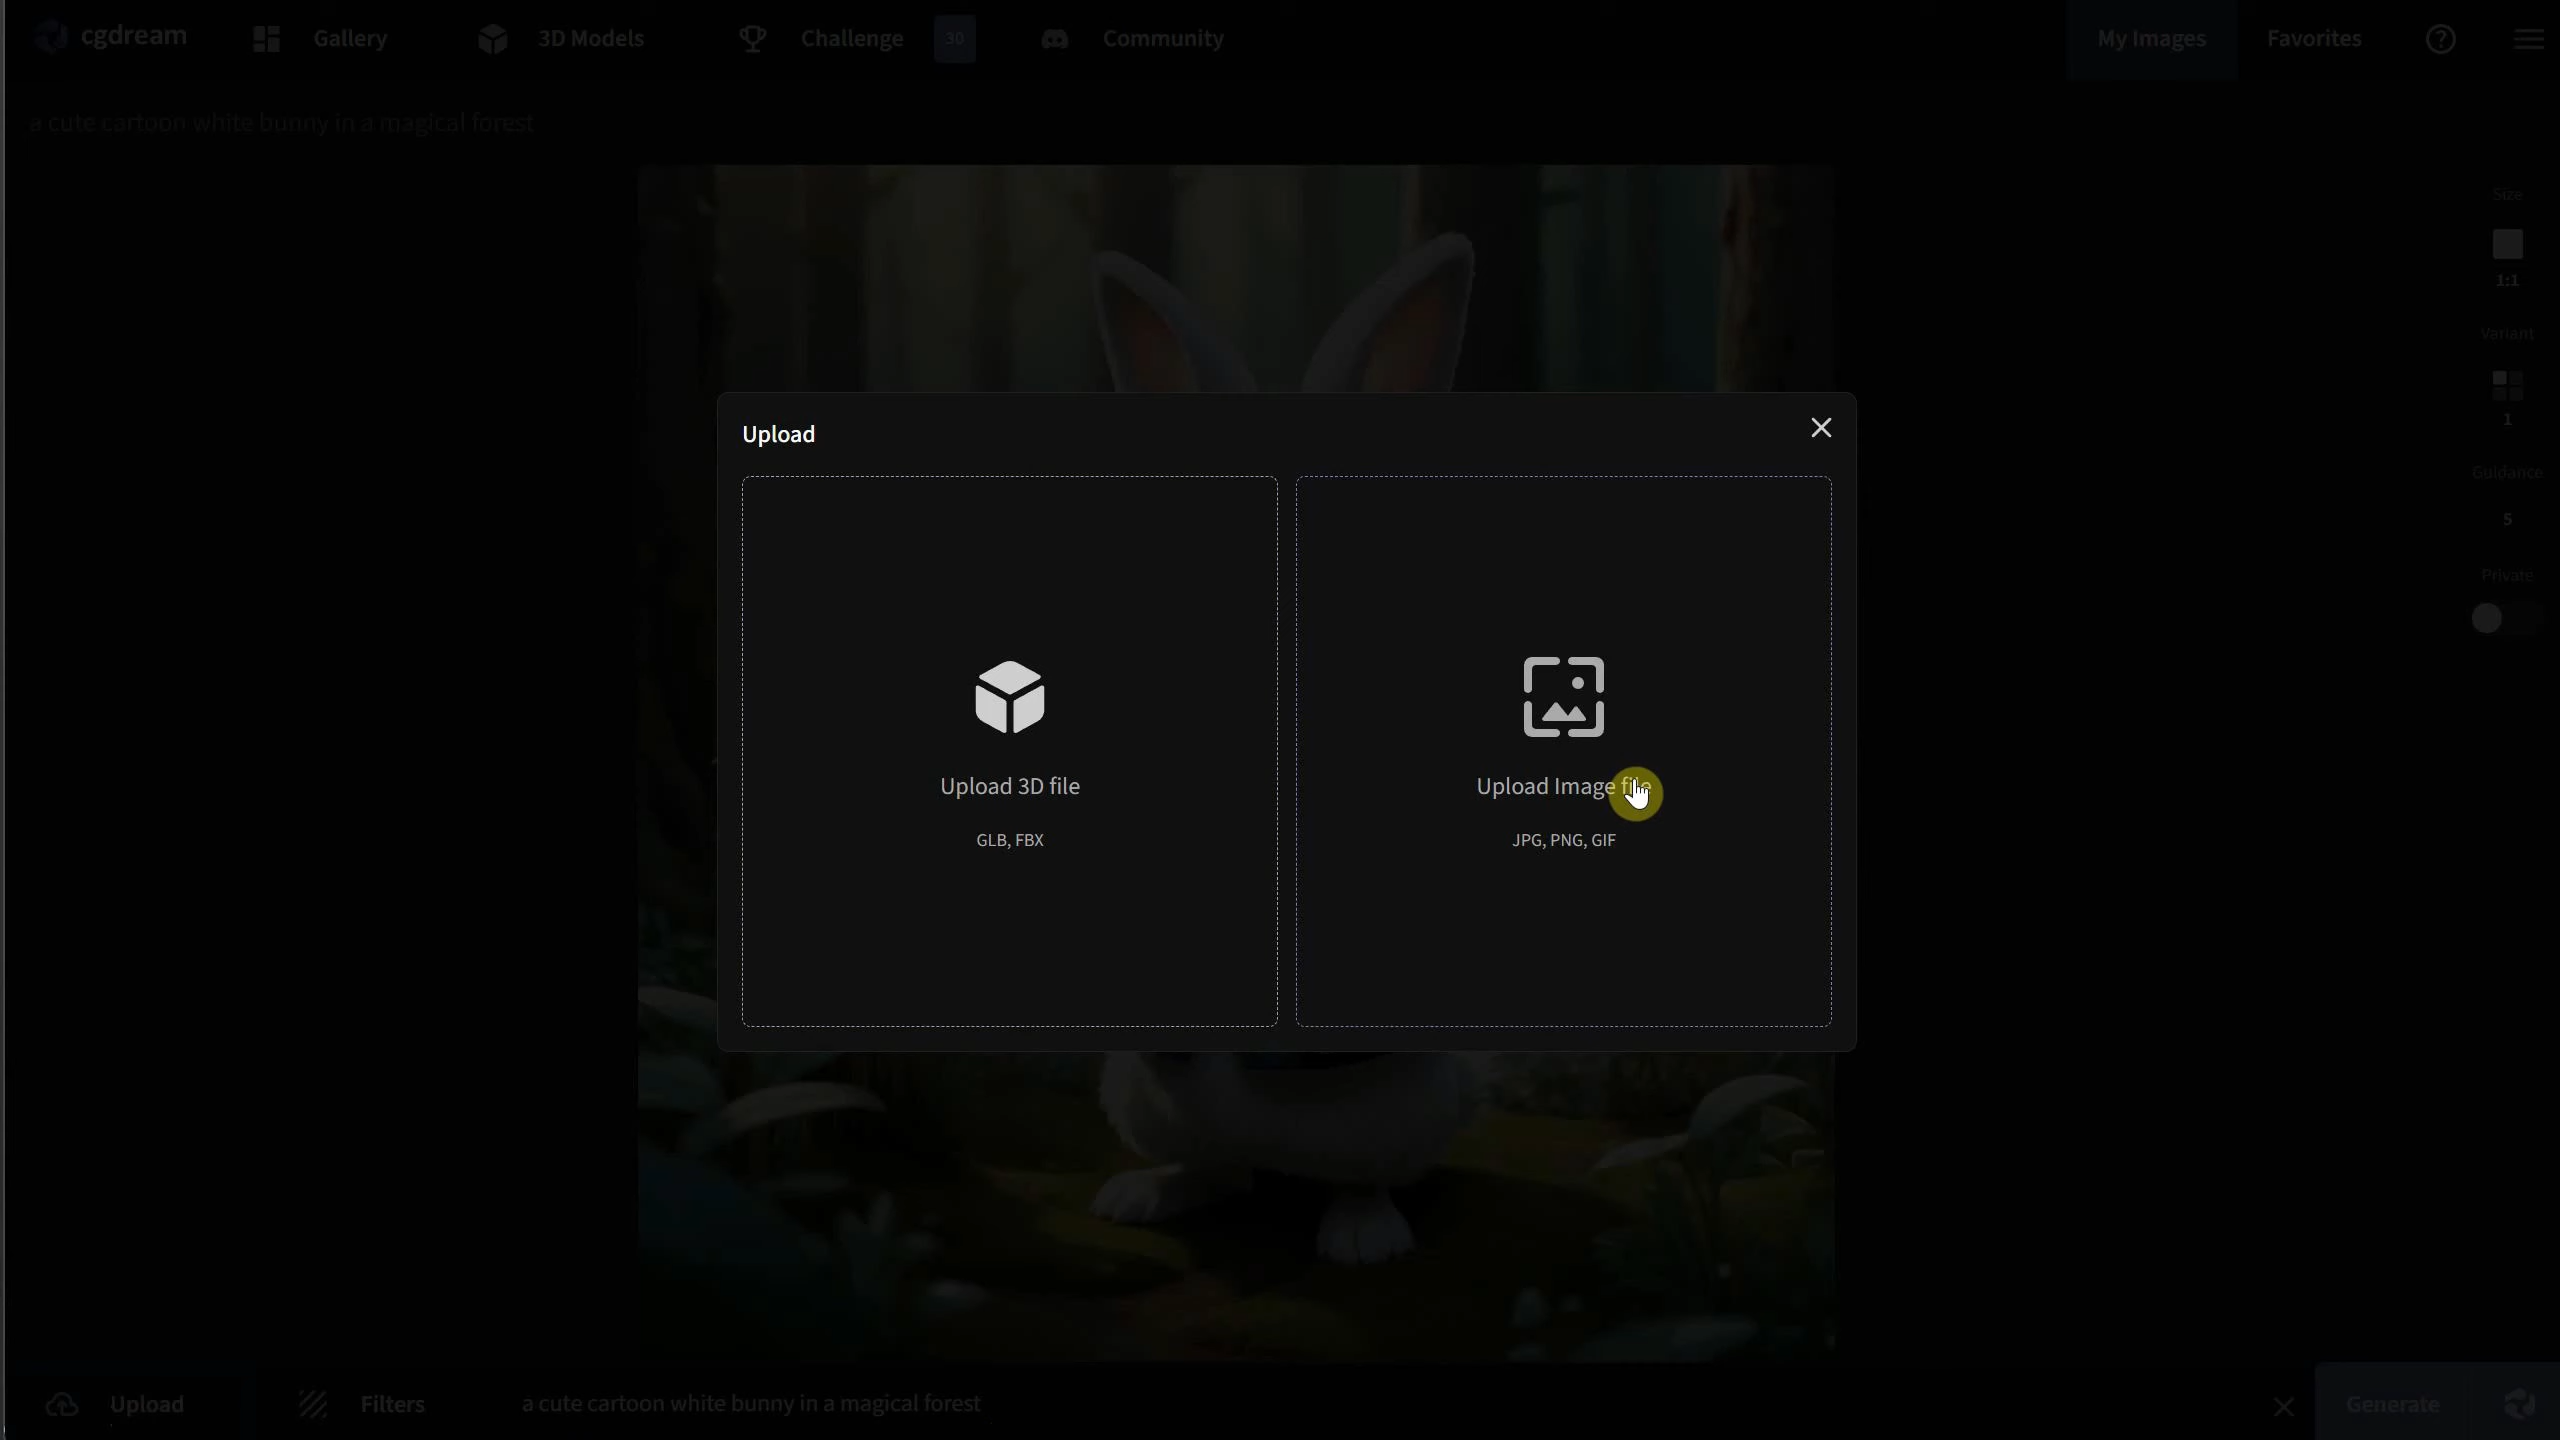 cgdream
Gallery
3D Models
Challenge
30
Community
My Images
Favorites
a cute cartoon white bunny in a magical forest
Size
1:1
Variant
1
Guidance
5
Private
Upload
Upload 3D file
GLB, FBX
Upload Image file
JPG, PNG, GIF
Upload
Filters
a cute cartoon white bunny in a magical forest
Generate